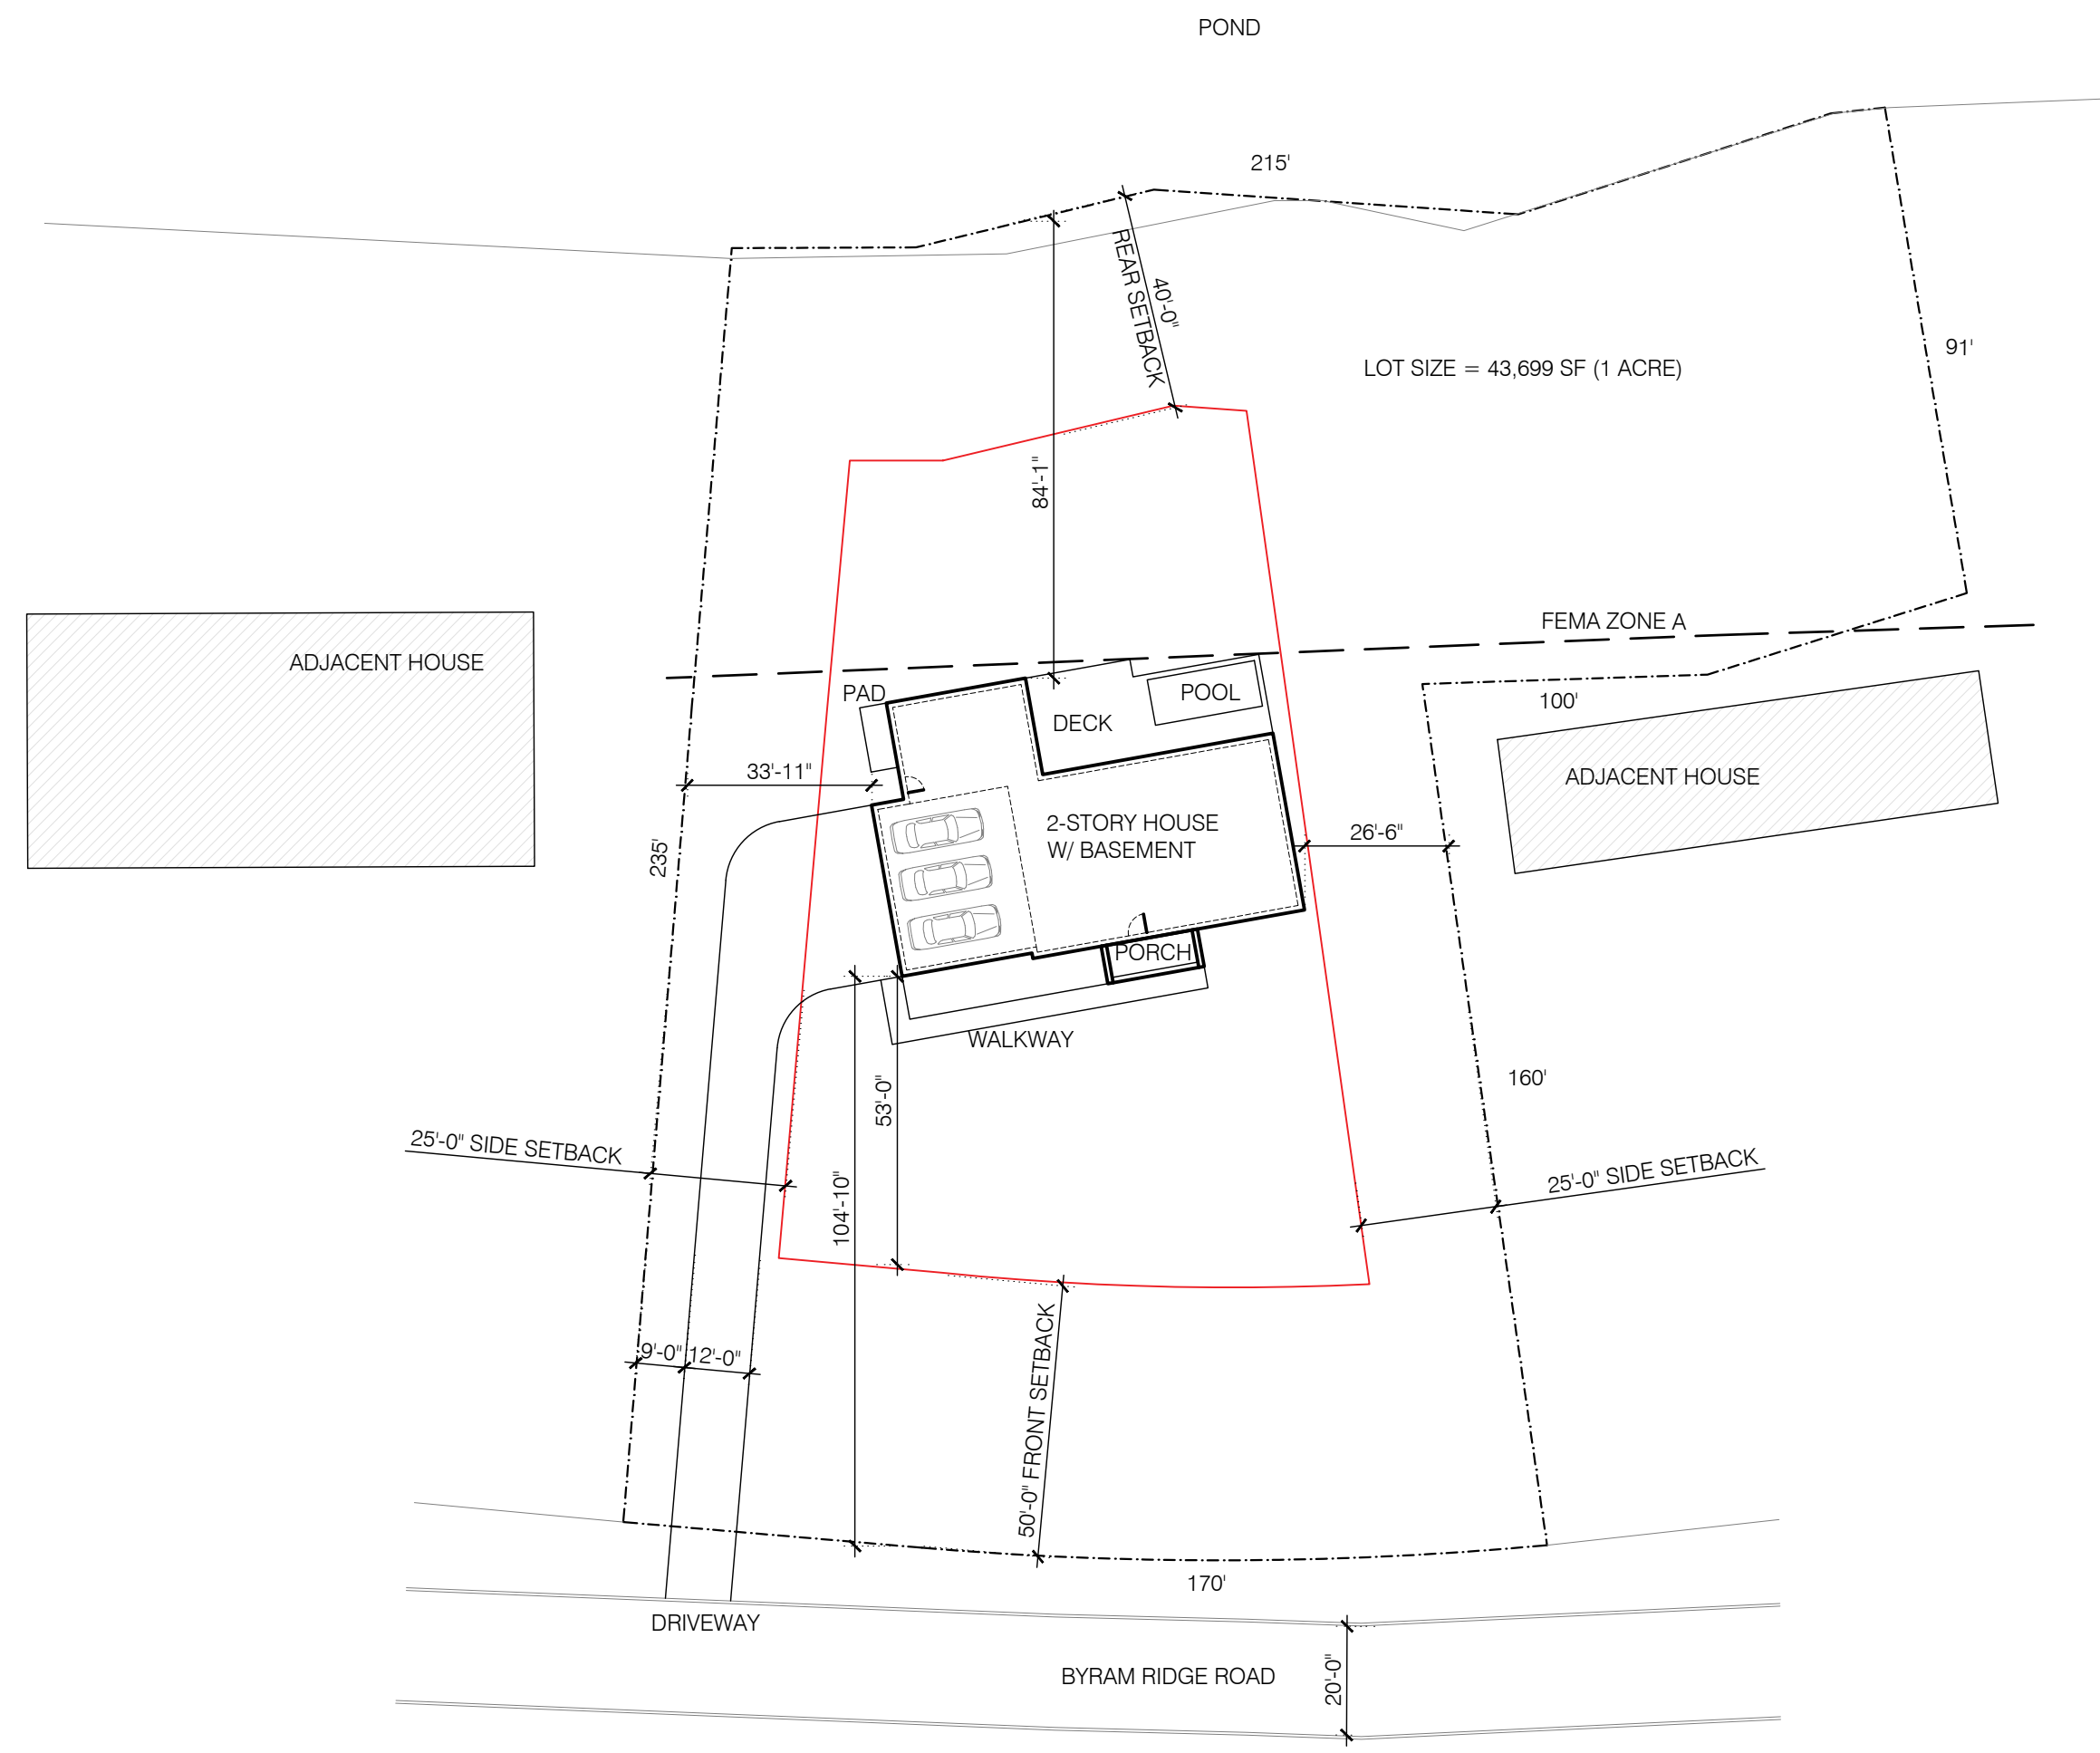 POND
215'
REAR SETBACK
40'-0"
91'
LOT SIZE = 43,699 SF (1 ACRE)
84'-1"
FEMA ZONE A
ADJACENT HOUSE
PAD
POOL
DECK
100'
33'-11"
ADJACENT HOUSE
2-STORY HOUSE
W/ BASEMENT
26'-6"
235'
PORCH
WALKWAY
53'-0"
160'
25'-0" SIDE SETBACK
104'-10"
25'-0" SIDE SETBACK
9'-0"
12'-0"
50'-0" FRONT SETBACK
170'
DRIVEWAY
BYRAM RIDGE ROAD
20'-0"